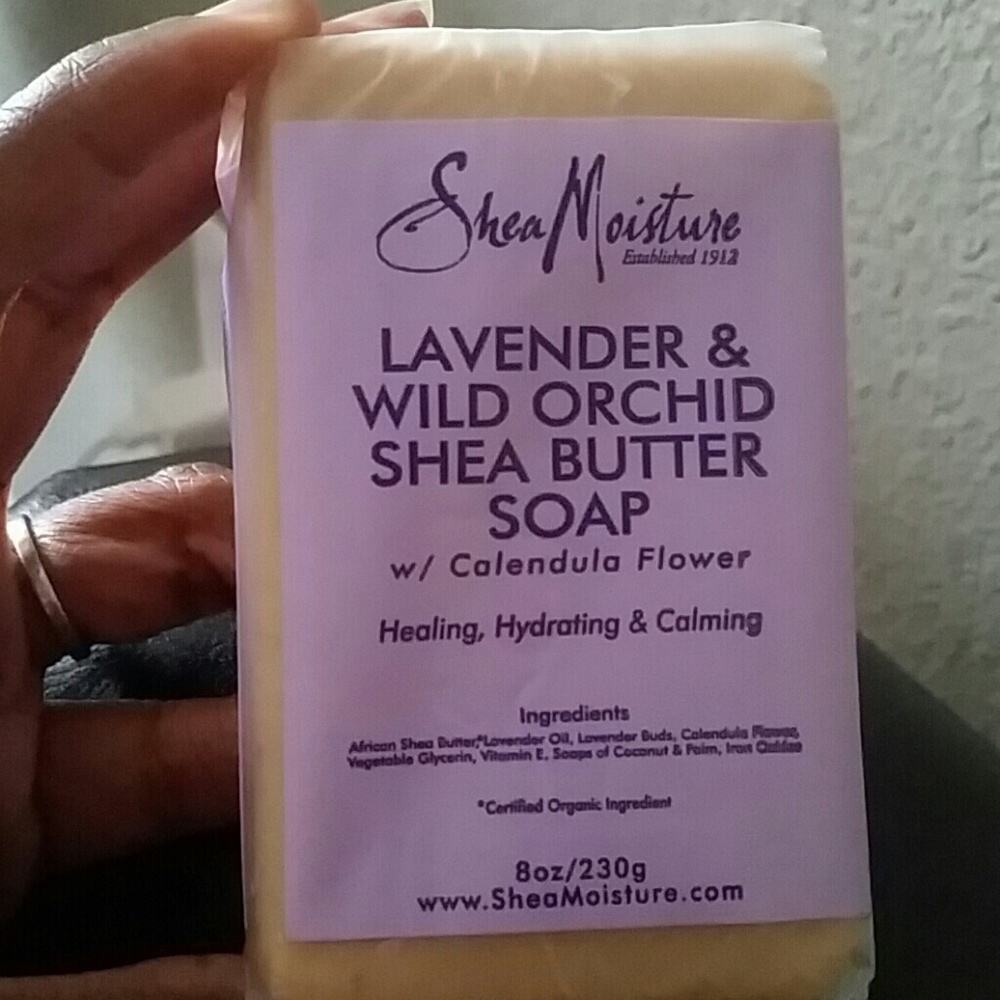 SheaMoisture
Established 1912
LAVENDER &
WILD ORCHID
SHEA BUTTER
SOAP
w/ Calendula Flower
Healing, Hydrating & Calming
Ingredients
African Shea Butter,*Lavender Oil, Lavender Buds, Calendula Flower,
Vegetable Glycerin, Vitamin E, Soaps of Coconut & Palm, Iron Oxides
*Certified Organic Ingredient
8oz/230g
www.SheaMoisture.com